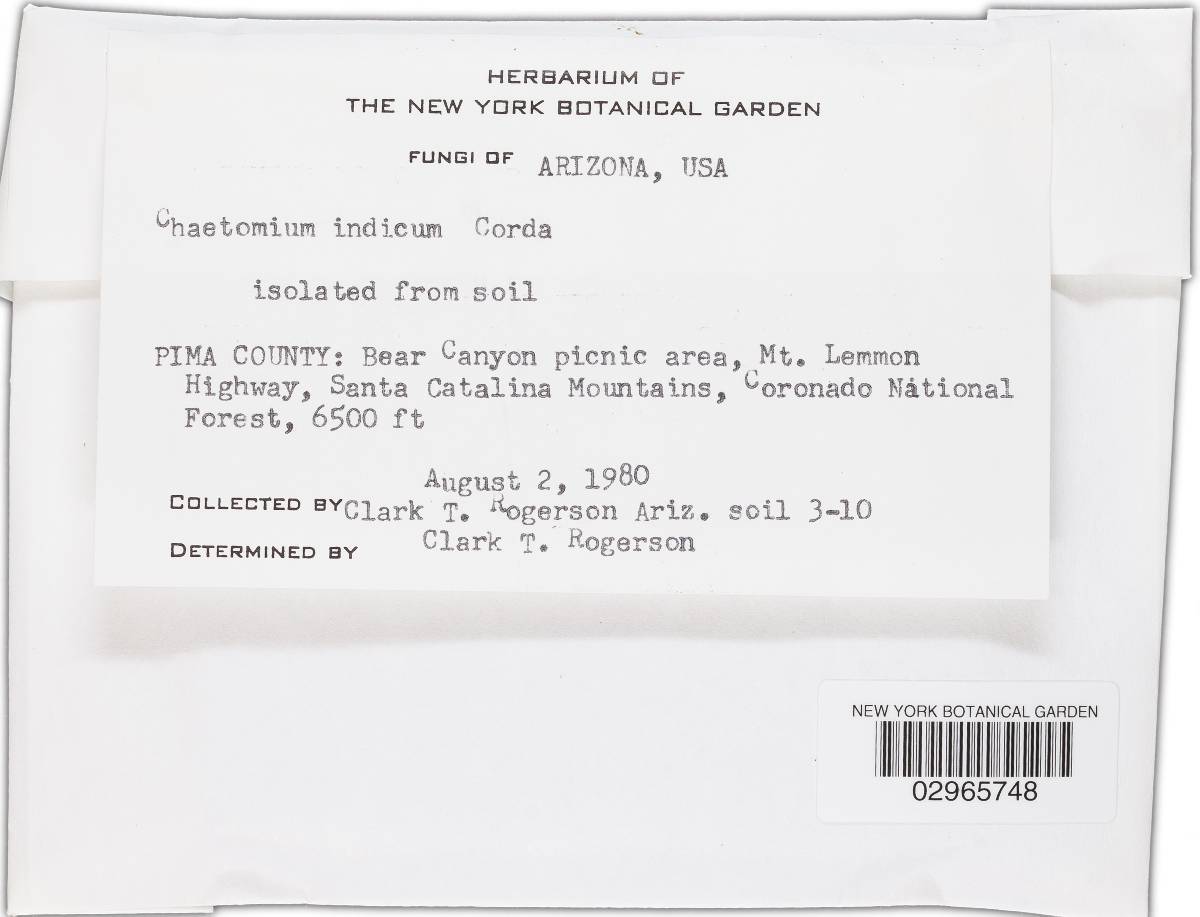 HERBARIUM OF
THE NEW YORK BOTANICAL GARDEN
FUNGI OF ARIZONA, USA
Chaetomium indicum Corda
isolated from soil
PIMA COUNTY: Bear Canyon picnic area, Mt. Lemmon
Highway, Santa Catalina Mountains, Coronado National
Forest, 6500 ft
August 2, 1980
COLLECTED BY Clark T. Rogerson Ariz. soil 3-10
DETERMINED BY Clark T. Rogerson
NEW YORK BOTANICAL GARDEN
02965748